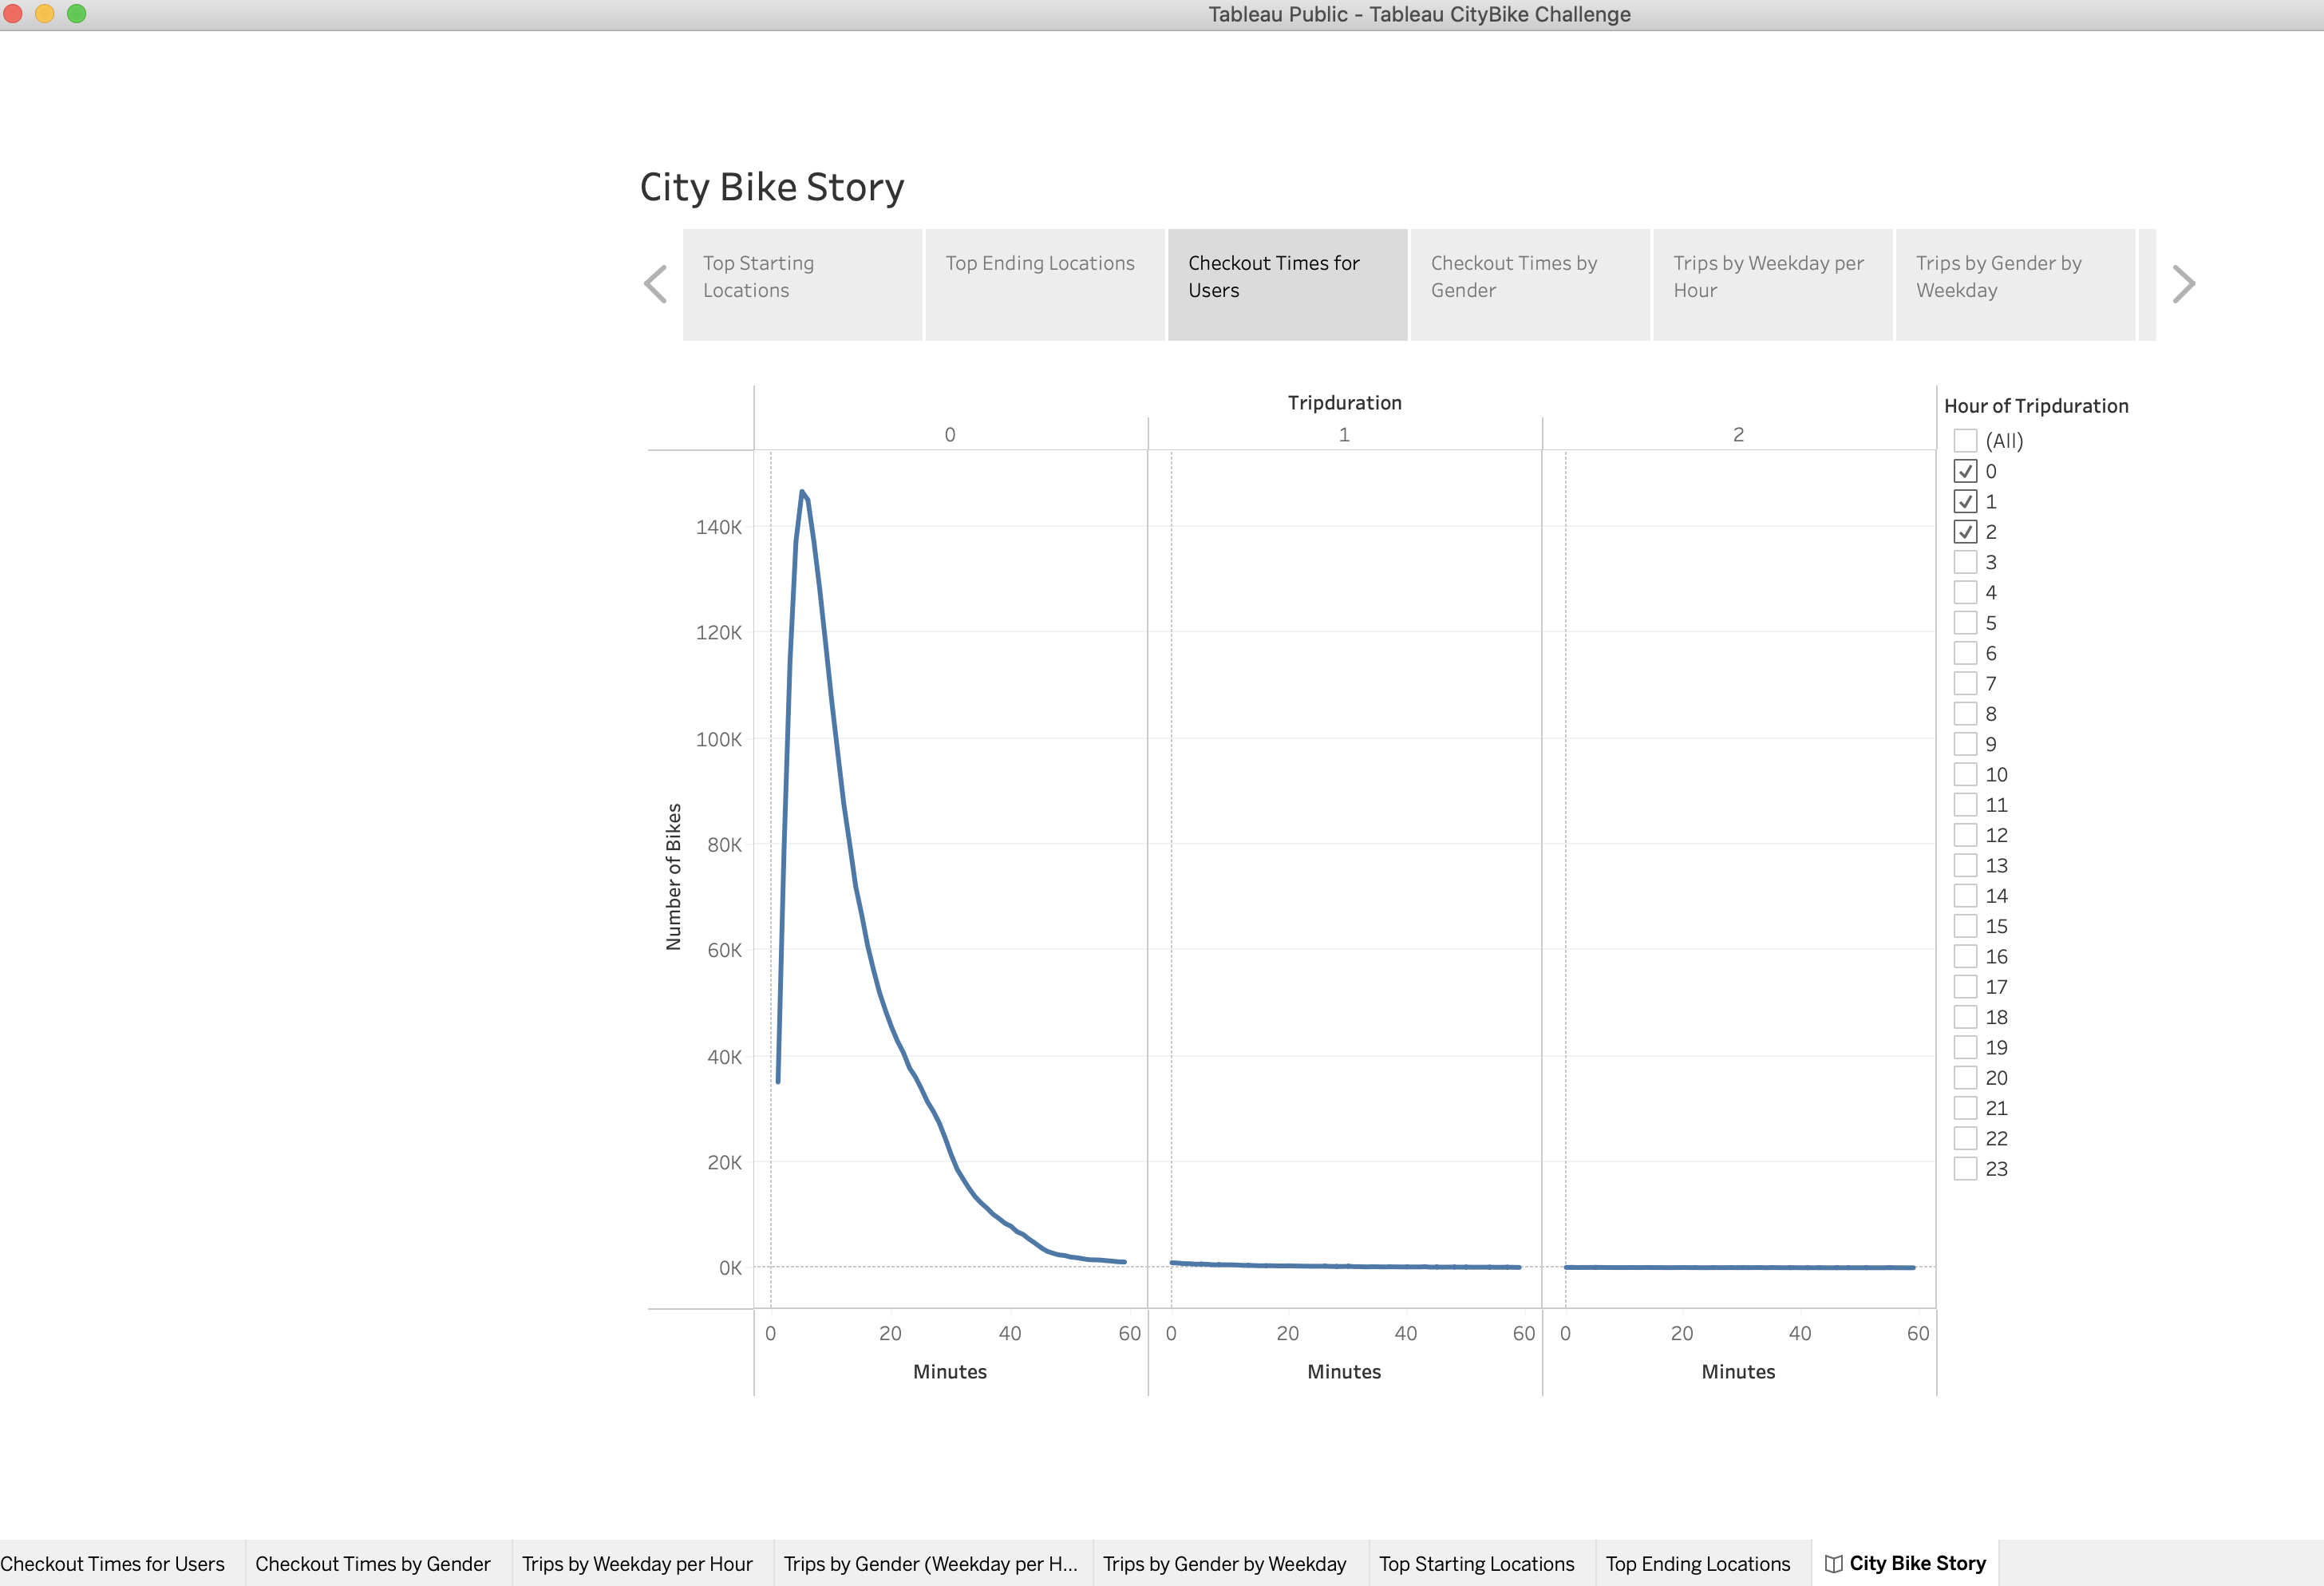 Tableau Public - Tableau CityBike Challenge
City Bike Story
Top Starting
Locations
Top Ending Locations
Checkout Times for
Users
Checkout Times by
Gender
Trips by Weekday per
Hour
Trips by Gender by
Weekday
Tripduration
0
1
2
Number of Bikes
140K
120K
100K
80K
60K
40K
20K
0K
0 20 40 60 0 20 40 60 0 20 40 60
Minutes Minutes Minutes
Hour of Tripduration
(All)
0
1
2
3
4
5
6
7
8
9
10
11
12
13
14
15
16
17
18
19
20
21
22
23
Checkout Times for Users
Checkout Times by Gender
Trips by Weekday per Hour
Trips by Gender (Weekday per H...
Trips by Gender by Weekday
Top Starting Locations
Top Ending Locations
City Bike Story